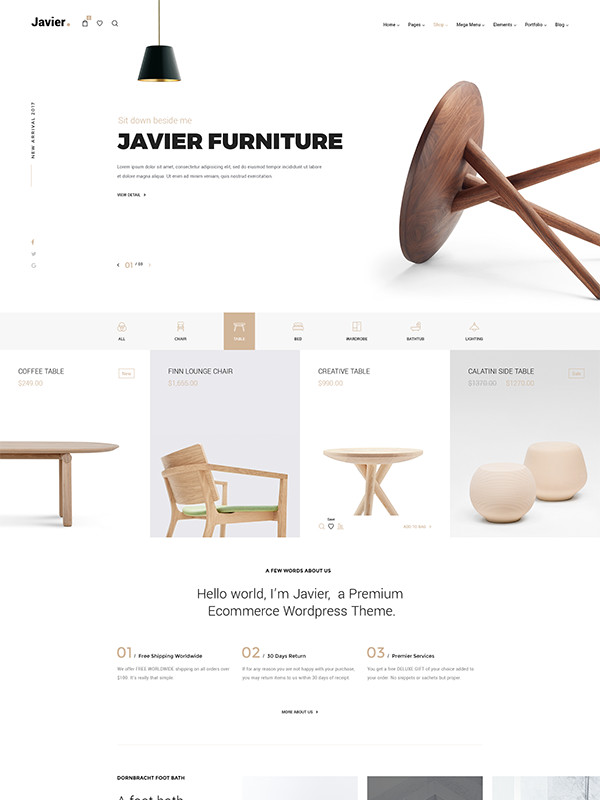 Javier.
Home
Pages
Shop
Mega Menu
Elements
Portfolio
Blog
NEW ARRIVAL 2017
Sit down beside me
JAVIER FURNITURE
Lorem ipsum dolor sit amet, consectetur adipisicing elit, sed do eiusmod tempor incididunt ut labore
et dolore magna aliqua. Ut enim ad minim veniam, quis nostrud exercitation
VIEW DETAIL
01 / 03
ALL
CHAIR
TABLE
BED
WARDROBE
BATHTUB
LIGHTING
COFFEE TABLE
New
$249.00
FINN LOUNGE CHAIR
$1,655.00
CREATIVE TABLE
$990.00
CALATINI SIDE TABLE
Sale
$1370.00 $1270.00
Save
ADD TO BAG
A FEW WORDS ABOUT US
Hello world, I'm Javier, a Premium
Ecommerce Wordpress Theme.
01 / Free Shipping Worldwide
We offer FREE WORLDWIDE shipping on all orders over
$199. It's really that simple.
02 / 30 Days Return
If for any reason you are not happy with your purchase,
you may return items to us within 30 days of receipt.
03 / Premier Services
You get a free DELUXE GIFT of your choice added to
your order. No snippets or sachets but proper.
MORE ABOUT US
DORNBRACHT FOOT BATH
A foot bath